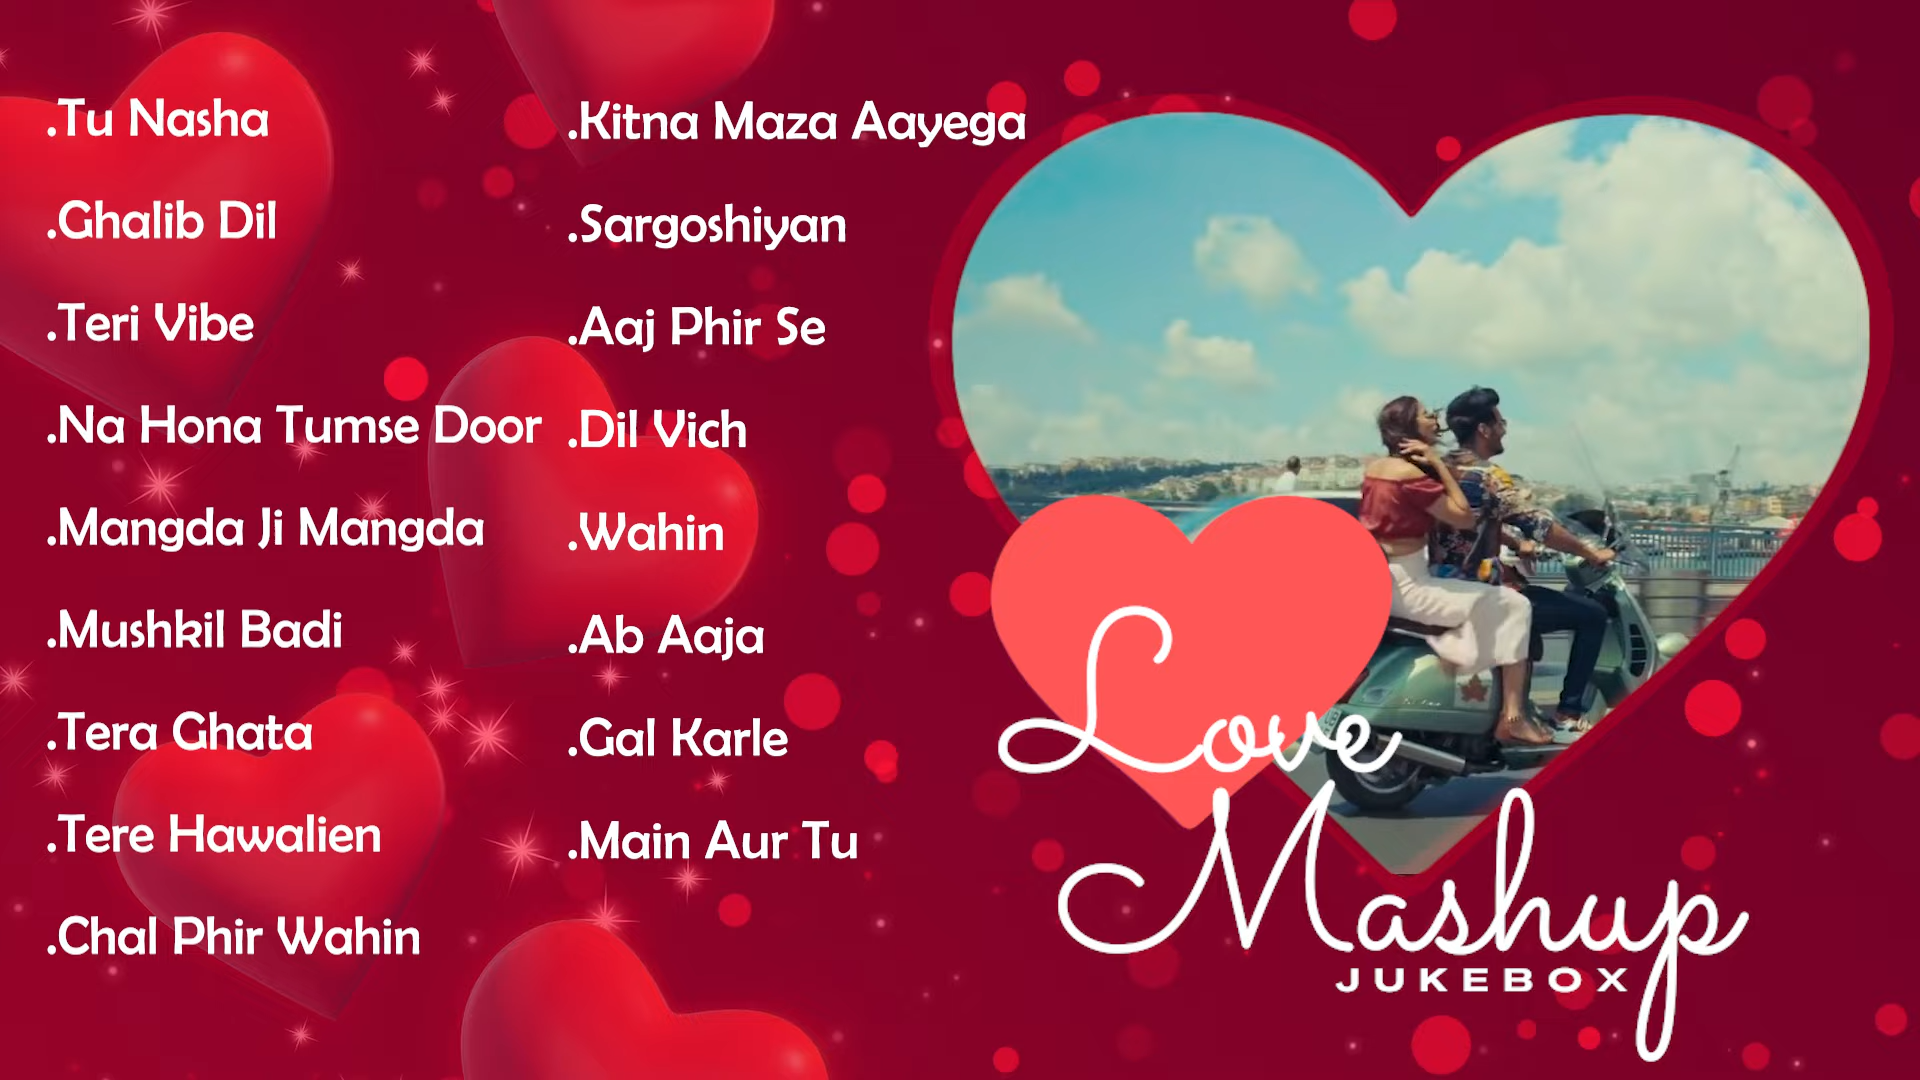 .Tu Nasha
.Ghalib Dil
.Teri Vibe
.Na Hona Tumse Door
.Mangda Ji Mangda
.Mushkil Badi
.Tera Ghata
.Tere Hawalien
.Chal Phir Wahin
.Kitna Maza Aayega
.Sargoshiyan
.Aaj Phir Se
.Dil Vich
.Wahin
.Ab Aaja
.Gal Karle
.Main Aur Tu
Love
Mashup
JUKEBOX